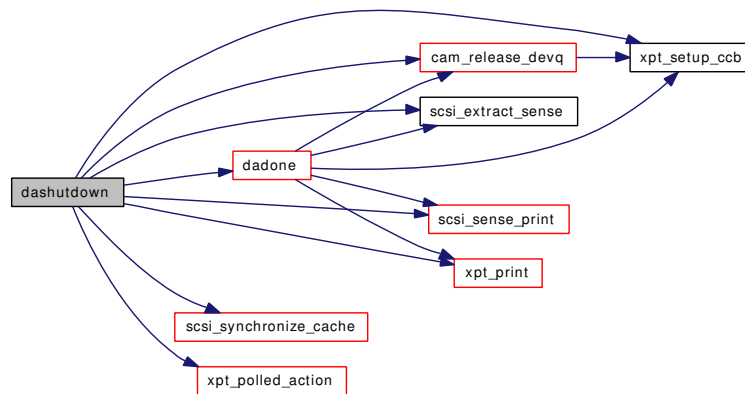 cam_release_devq
xpt_setup_ccb
scsi_extract_sense
dadone
dashutdown
scsi_sense_print
xpt_print
scsi_synchronize_cache
xpt_polled_action